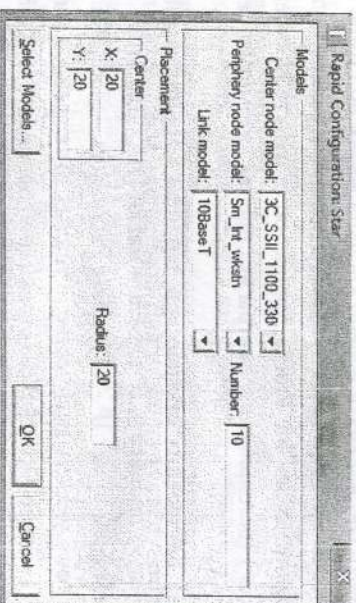 Rapid Configuration: Star
X
Models
Center node model: 3C_SSII_1100_330
Periphery node model: Sm_Int_wkstn Number: 10
Link model: 10BaseT
Placement
Center
X: 20
Y: 20
Radius: 20
Select Models... OK Cancel